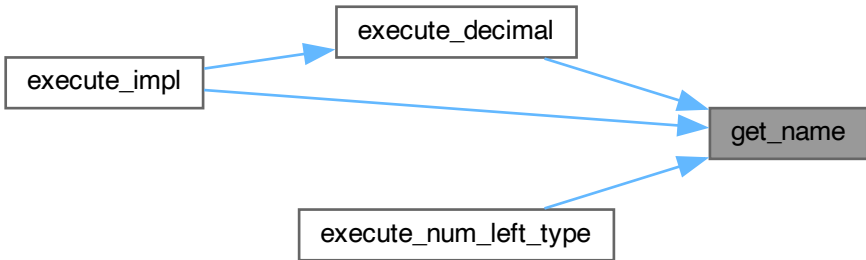 execute_decimal
execute_impl
get_name
execute_num_left_type